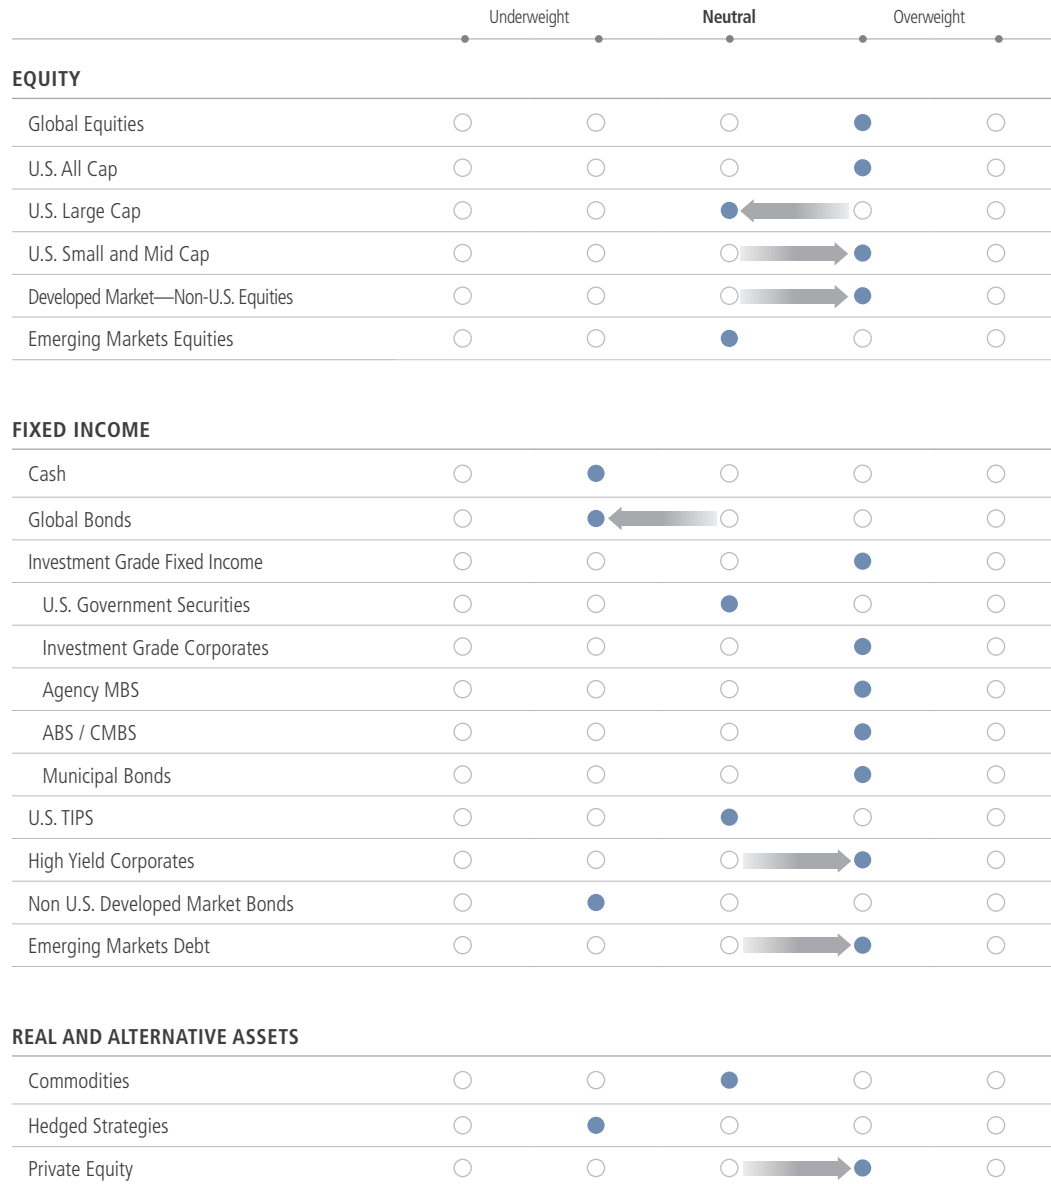 Underweight Neutral Overweight
EQUITY
Global Equities
U.S. All Cap
U.S. Large Cap
U.S. Small and Mid Cap
Developed Market—Non-U.S. Equities
Emerging Markets Equities
FIXED INCOME
Cash
Global Bonds
Investment Grade Fixed Income
U.S. Government Securities
Investment Grade Corporates
Agency MBS
ABS / CMBS
Municipal Bonds
U.S. TIPS
High Yield Corporates
Non U.S. Developed Market Bonds
Emerging Markets Debt
REAL AND ALTERNATIVE ASSETS
Commodities
Hedged Strategies
Private Equity